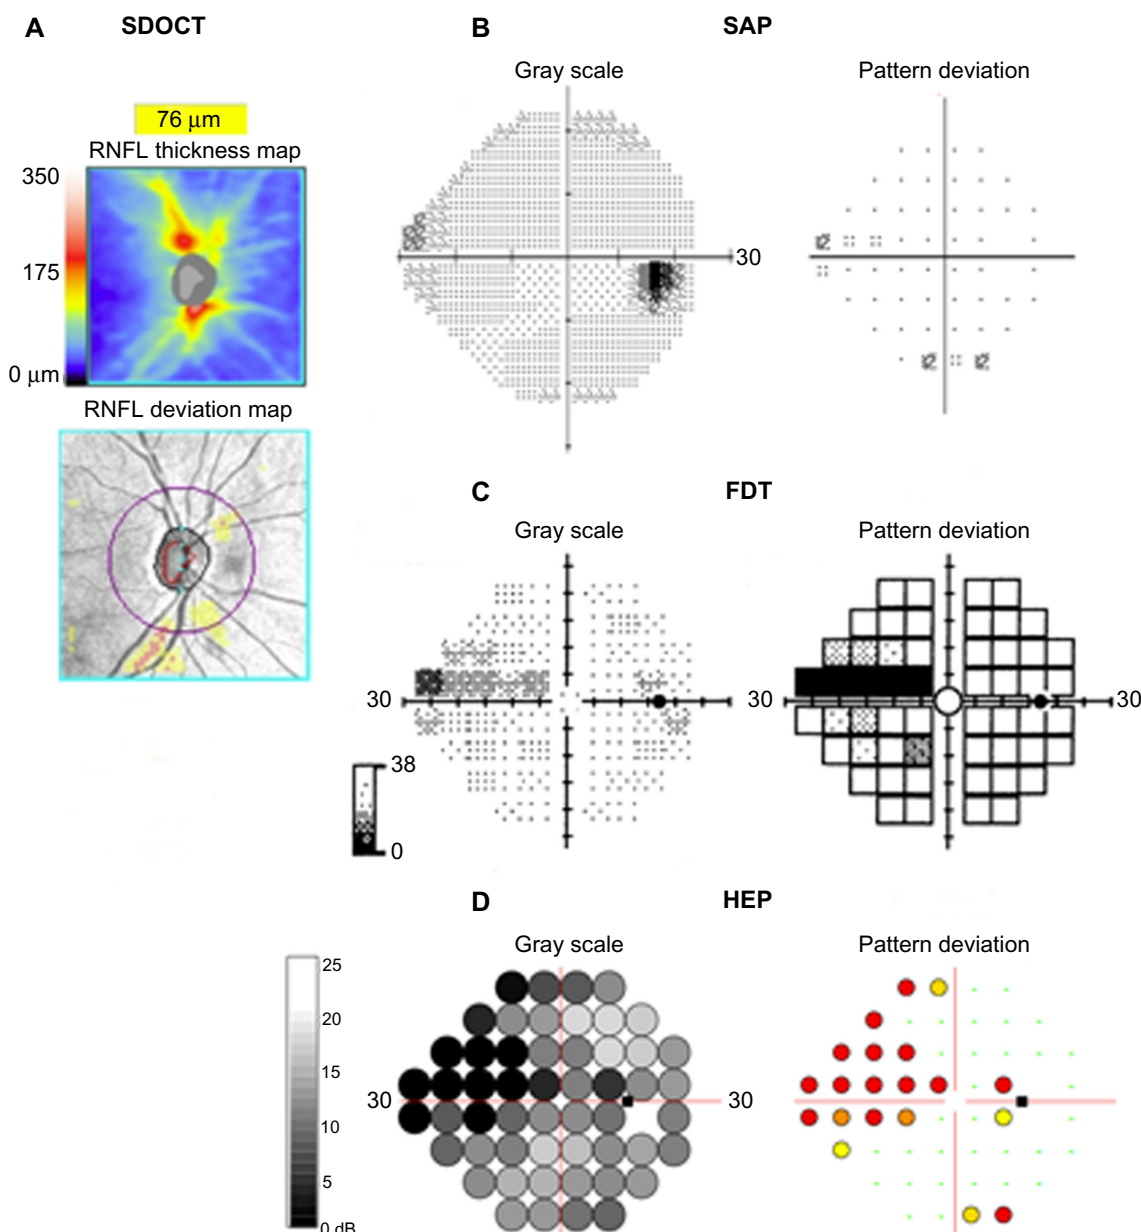 A SDOCT
76 μm
RNFL thickness map
350
175
0 μm
RNFL deviation map
B SAP
Gray scale Pattern deviation
30
C FDT
Gray scale Pattern deviation
30 30 30
38
0
D HEP
Gray scale Pattern deviation
25
20
15
10
5
0 dB
30 30